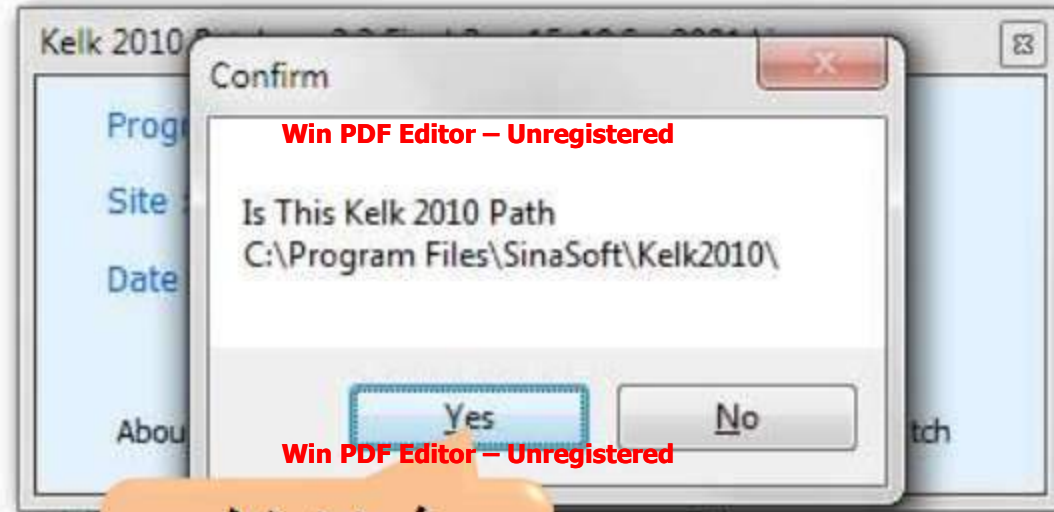 Kelk 2010
Confirm
Win PDF Editor – Unregistered
Site :
Is This Kelk 2010 Path
C:\Program Files\SinaSoft\Kelk2010\
Date
Yes
No
Abou
tch
Win PDF Editor – Unregistered